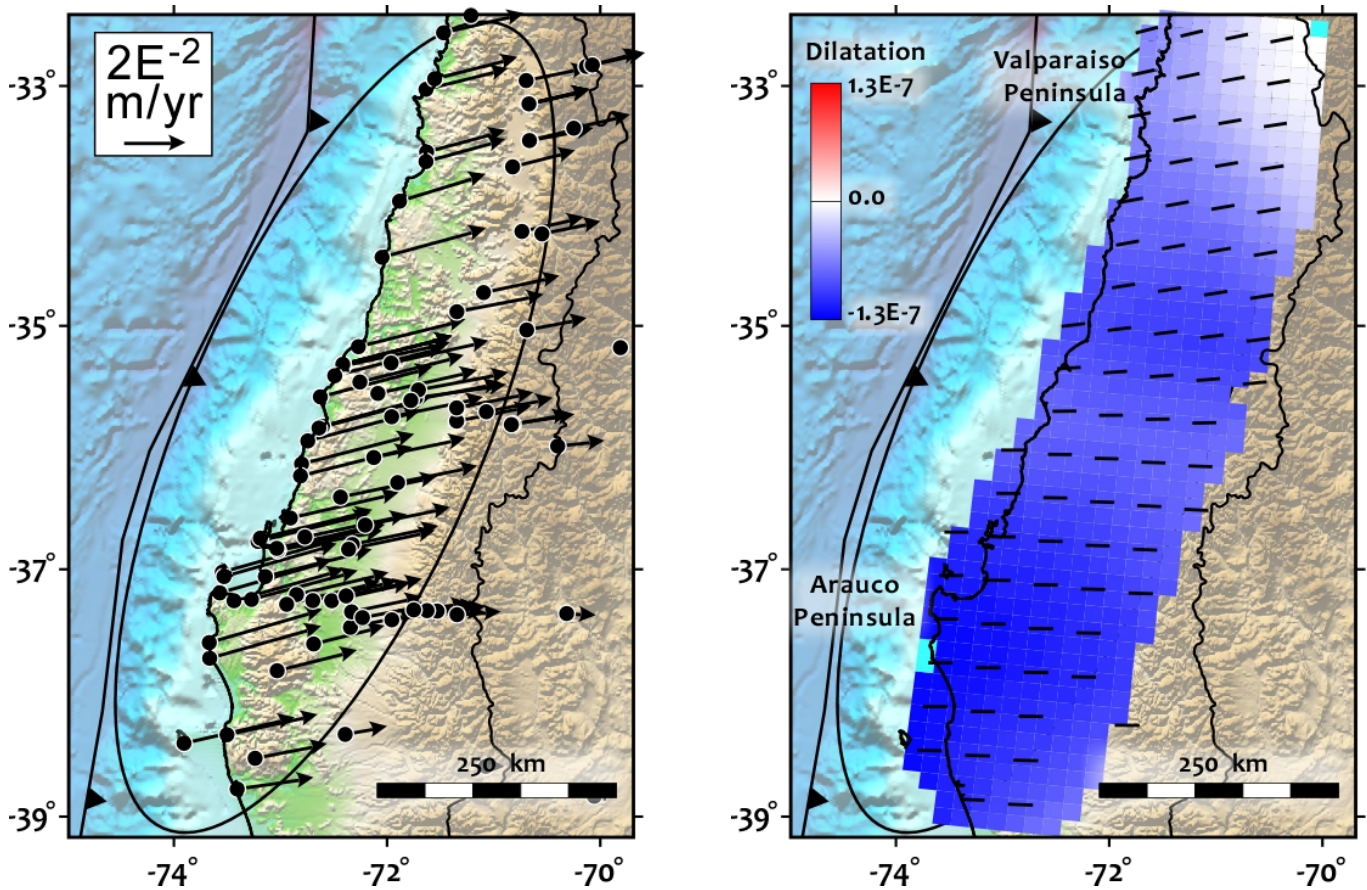 2E-2
m/yr
-33°
-35°
-37°
-39°
-74°
-72°
-70°
250 km
Dilatation
1.3E-7
0.0
-1.3E-7
Valparaiso
Peninsula
Arauco
Peninsula
250 km
-33°
-35°
-37°
-39°
-74°
-72°
-70°